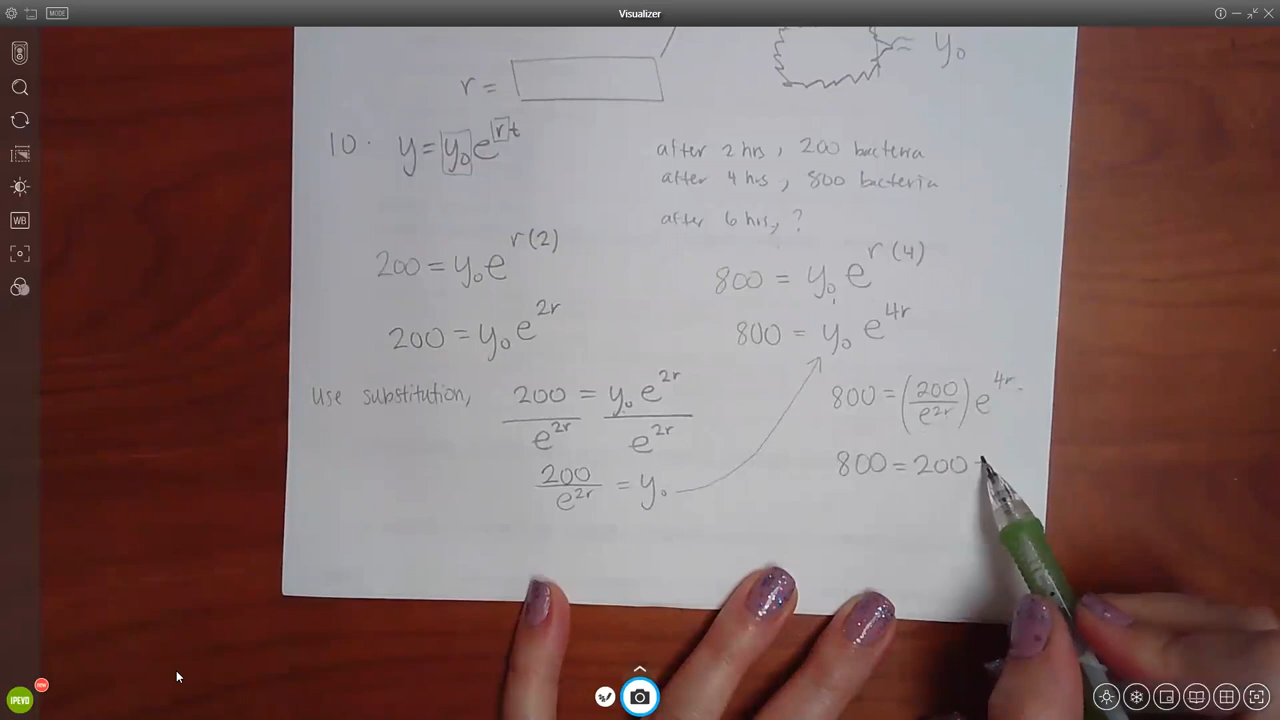 MODE
Visualizer
y₀
r =
10. y = y₀e^rt
after 2 hrs, 200 bacteria
after 4 hrs, 800 bacteria
after 6 hrs, ?
200 = y₀e^r(2)
800 = y₀e^r(4)
200 = y₀e^2r
800 = y₀e^4r
WB
use substitution, 200/e^2r = y₀e^2r/e^2r
800 = (200/e^2r)e^4r
200/e^2r = y₀
800 = 200
IPEVO
new